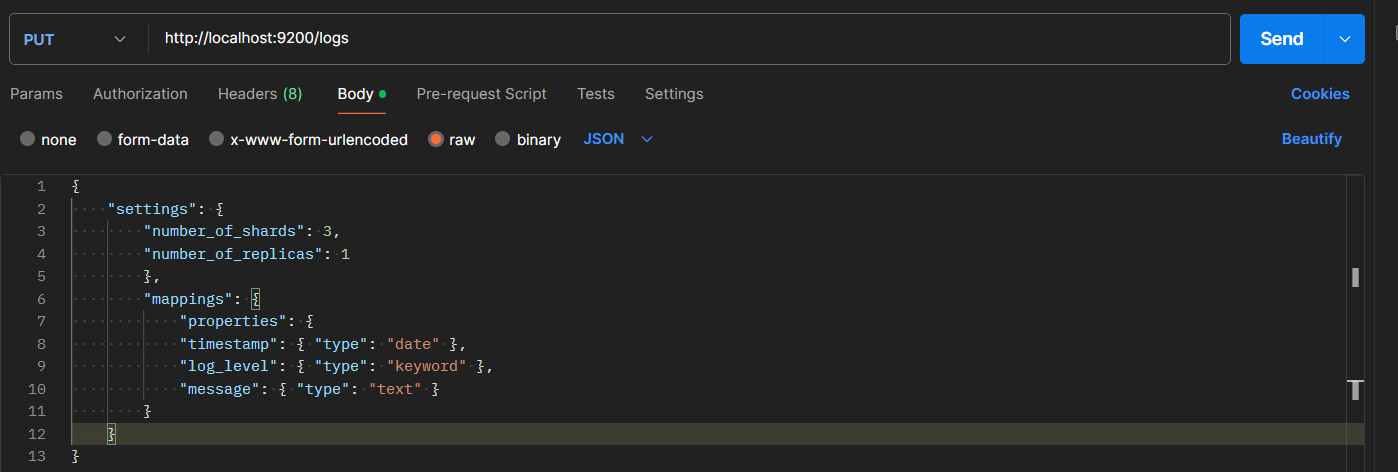 PUT http://localhost:9200/logs Send
Params Authorization Headers (8) Body Pre-request Script Tests Settings Cookies
none form-data x-www-form-urlencoded raw binary JSON Beautify
1 {
2 "settings": {
3 "number_of_shards": 3,
4 "number_of_replicas": 1
5 },
6 "mappings": {
7 "properties": {
8 "timestamp": { "type": "date" },
9 "log_level": { "type": "keyword" },
10 "message": { "type": "text" }
11 }
12 }
13 }